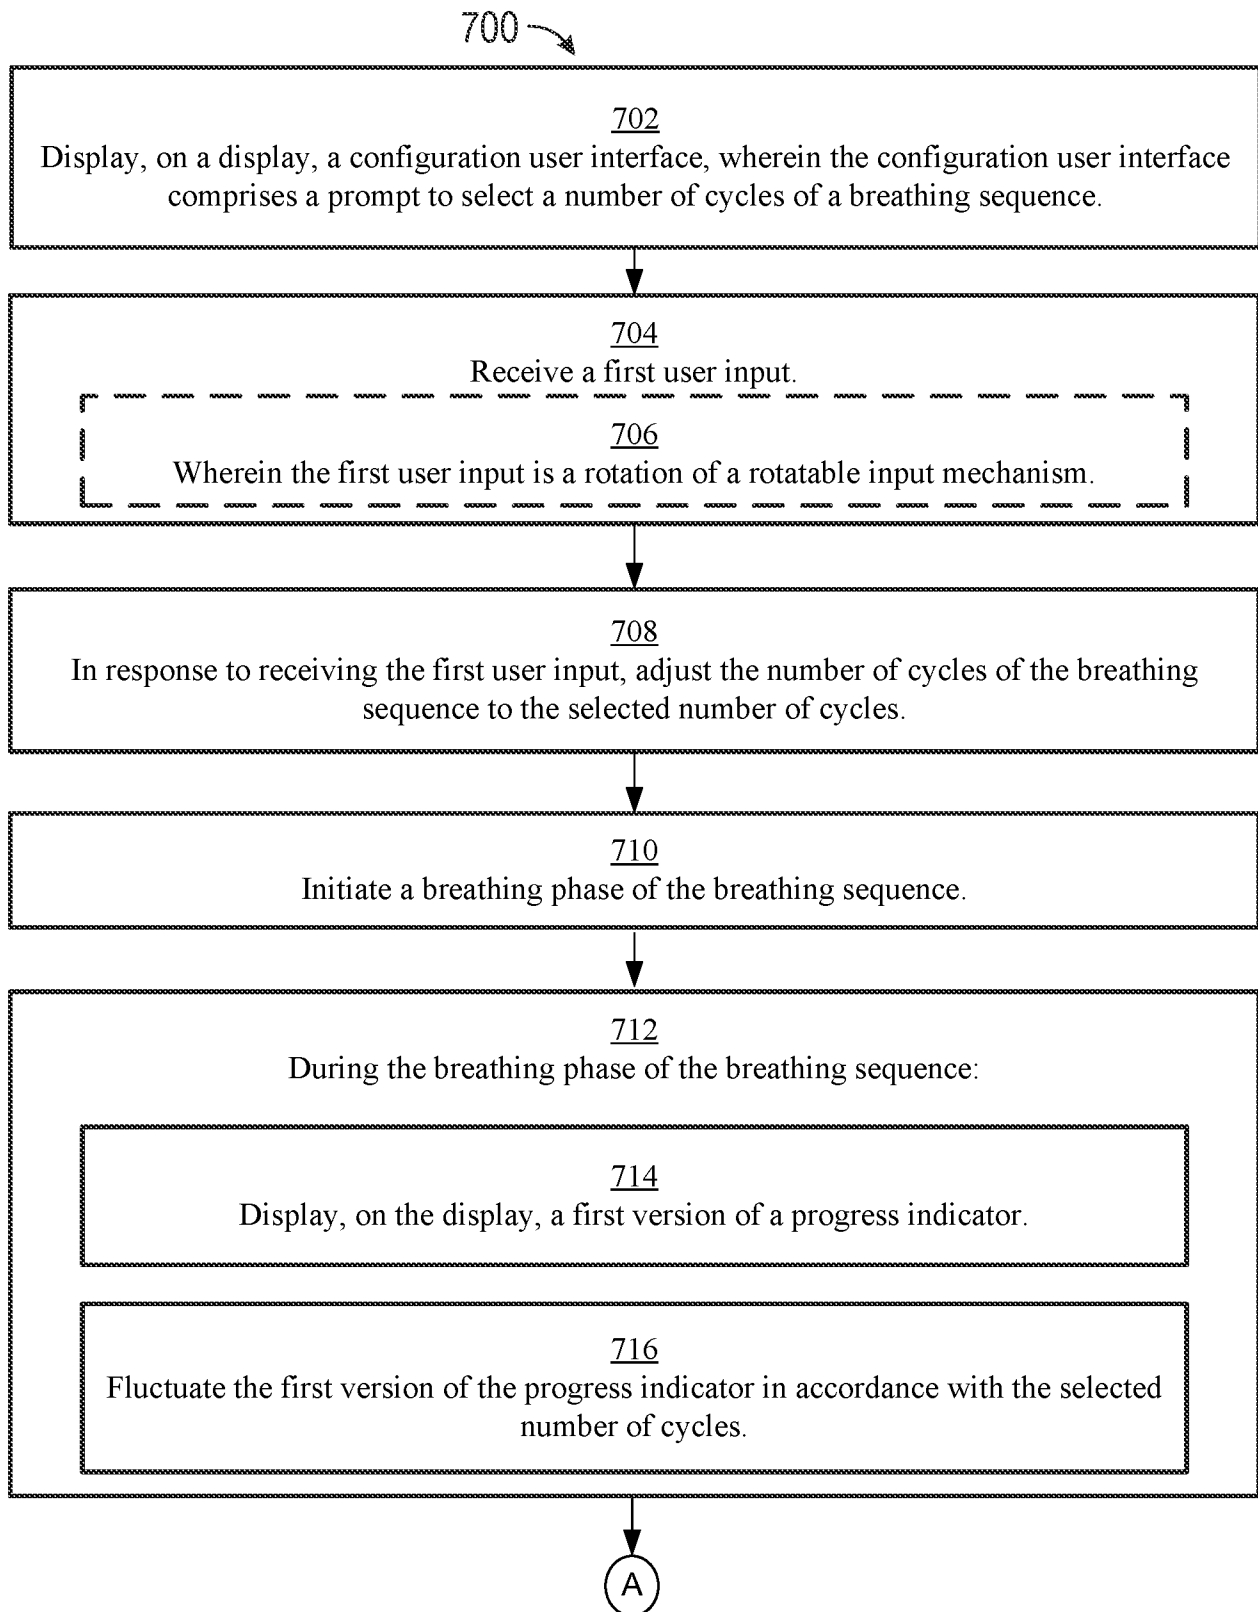 700
702
Display, on a display, a configuration user interface, wherein the configuration user interface
comprises a prompt to select a number of cycles of a breathing sequence.
704
Receive a first user input.
706
Wherein the first user input is a rotation of a rotatable input mechanism.
708
In response to receiving the first user input, adjust the number of cycles of the breathing
sequence to the selected number of cycles.
710
Initiate a breathing phase of the breathing sequence.
712
During the breathing phase of the breathing sequence:
714
Display, on the display, a first version of a progress indicator.
716
Fluctuate the first version of the progress indicator in accordance with the selected
number of cycles.
A